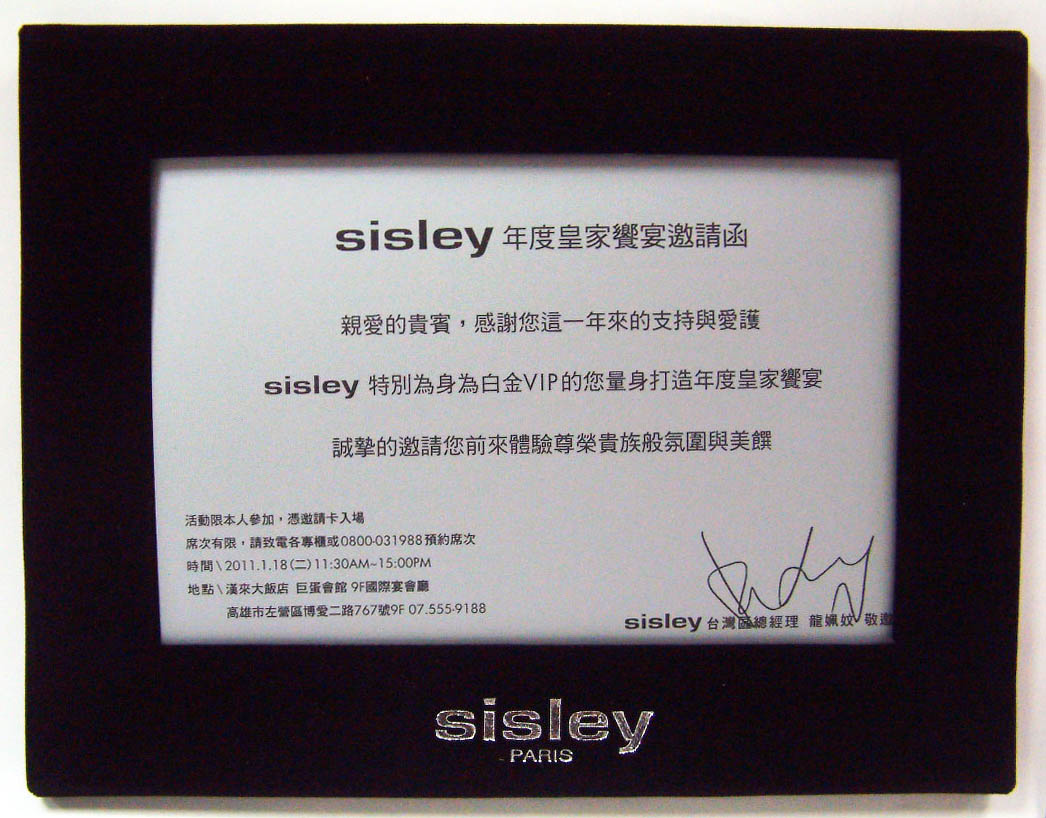 sisley 年度皇家饗宴邀請函
親愛的貴賓，感謝您這一年來的支持與愛護
sisley 特別為身為白金VIP的您量身打造年度皇家饗宴
誠摯的邀請您前來體驗尊榮貴族般氛圍與美饌
活動限本人參加，憑邀請卡入場
席次有限，請致電各專櫃或0800-031988預約席次
時間\2011.1.18(二)11:30AM~15:00PM
地點\漢來大飯店 巨蛋會館 9F國際宴會廳
高雄市左營區博愛二路767號9F 07.555-9188
sisley 台灣區總經理 龍姵妏 敬邀
sisley
PARIS